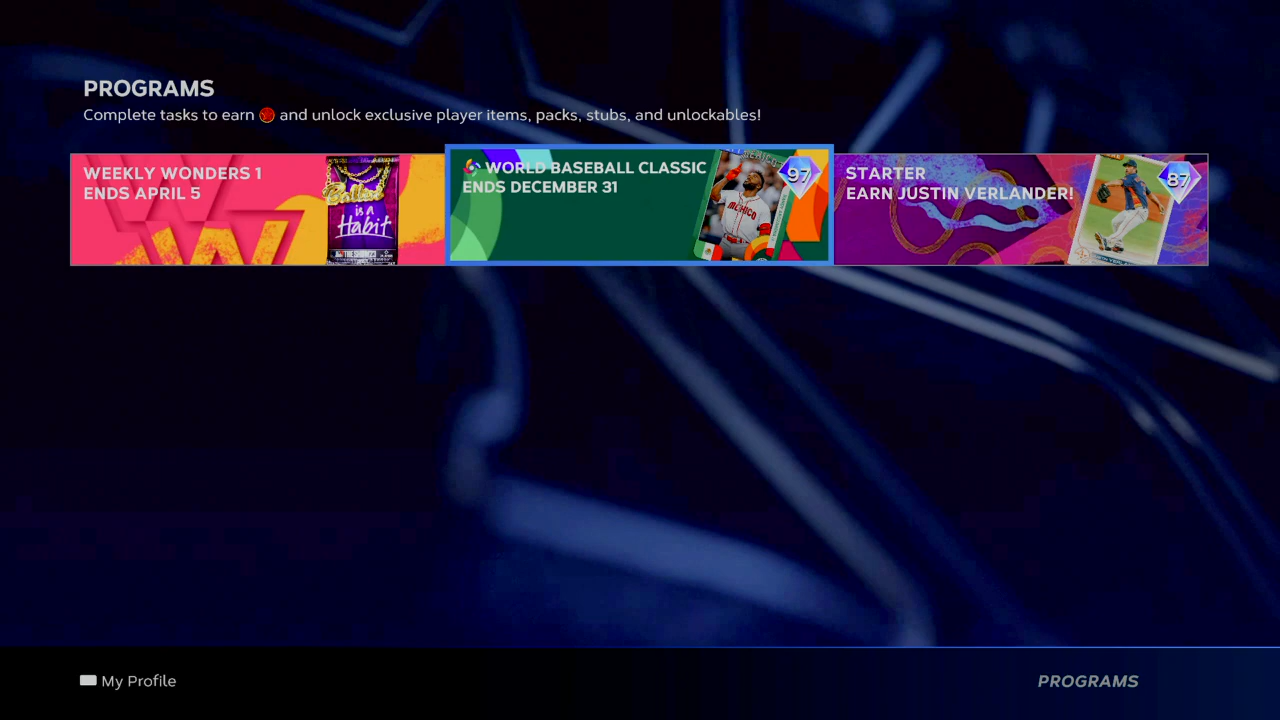 PROGRAMS
Complete tasks to earn and unlock exclusive player items, packs, stubs, and unlockables!
WEEKLY WONDERS 1
ENDS APRIL 5
is a
Habit
WORLD BASEBALL CLASSIC
ENDS DECEMBER 31
97
MEXICO
STARTER
EARN JUSTIN VERLANDER!
87
My Profile
PROGRAMS